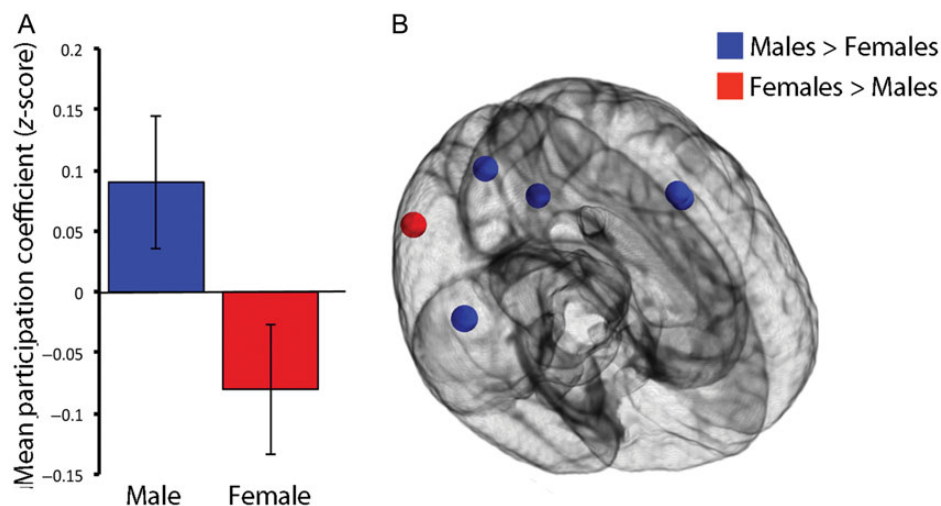 A
Mean participation coefficient (z-score)
0.2
0.15
0.1
0.05
0
−0.05
−0.1
−0.15
Male Female
B
Males > Females
Females > Males